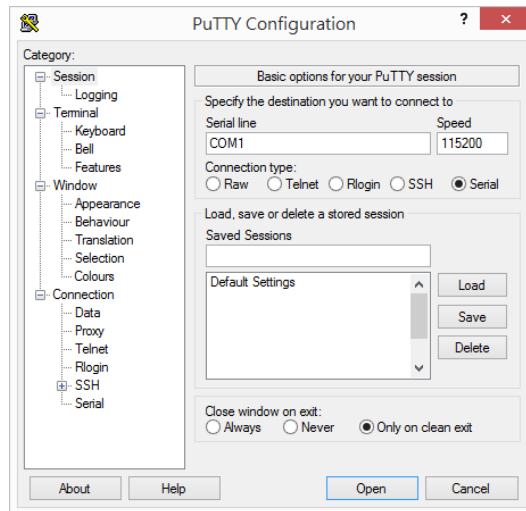 PuTTY Configuration
?
×
Category:
Session
Logging
Terminal
Keyboard
Bell
Features
Window
Appearance
Behaviour
Translation
Selection
Colours
Connection
Data
Proxy
Telnet
Rlogin
SSH
Serial
Basic options for your PuTTY session
Specify the destination you want to connect to
Serial line Speed
COM1 115200
Connection type:
Raw Telnet Rlogin SSH Serial
Load, save or delete a stored session
Saved Sessions
Default Settings
Load
Save
Delete
Close window on exit:
Always Never Only on clean exit
About Help Open Cancel